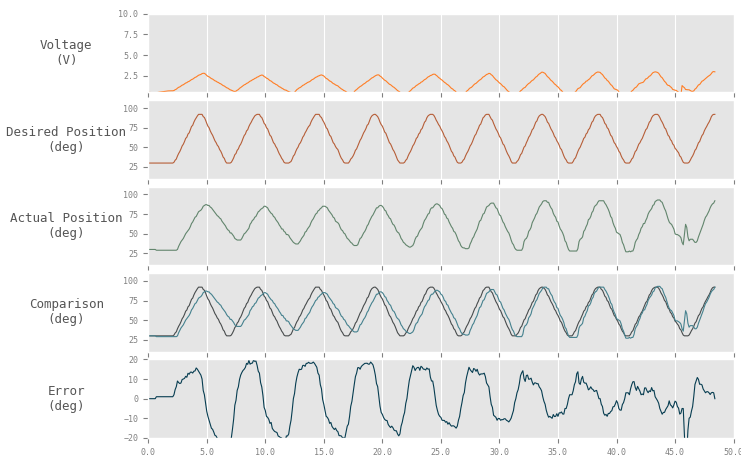 10.0
7.5
5.0
2.5
Voltage
(V)
100
75
50
25
Desired Position
(deg)
100
75
50
25
Actual Position
(deg)
100
75
50
25
Comparison
(deg)
20
10
0
−10
−20
Error
(deg)
0.0 5.0 10.0 15.0 20.0 25.0 30.0 35.0 40.0 45.0 50.0